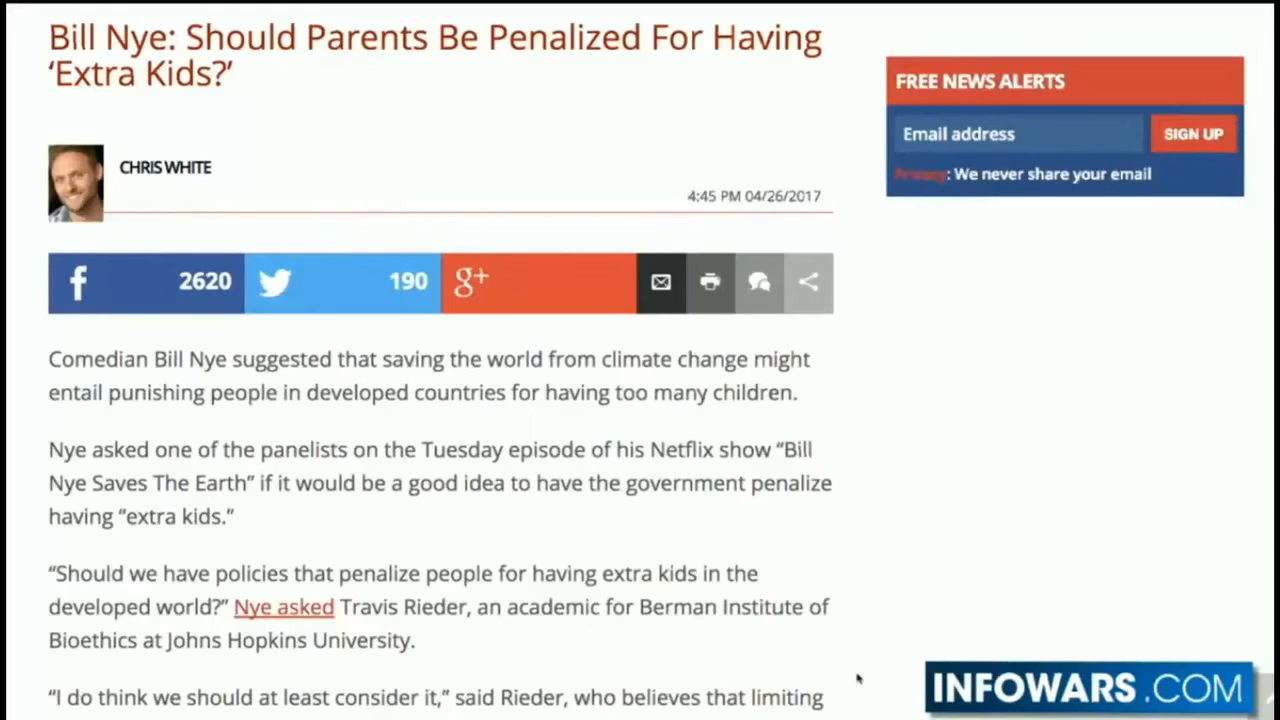 Bill Nye: Should Parents Be Penalized For Having
‘Extra Kids?’
CHRIS WHITE
4:45 PM 04/26/2017
2620
190
g+
Comedian Bill Nye suggested that saving the world from climate change might
entail punishing people in developed countries for having too many children.
Nye asked one of the panelists on the Tuesday episode of his Netflix show “Bill
Nye Saves The Earth” if it would be a good idea to have the government penalize
having “extra kids.”
“Should we have policies that penalize people for having extra kids in the
developed world?” Nye asked Travis Rieder, an academic for Berman Institute of
Bioethics at Johns Hopkins University.
“I do think we should at least consider it,” said Rieder, who believes that limiting
FREE NEWS ALERTS
Email address
SIGN UP
Privacy: We never share your email
INFOWARS.COM